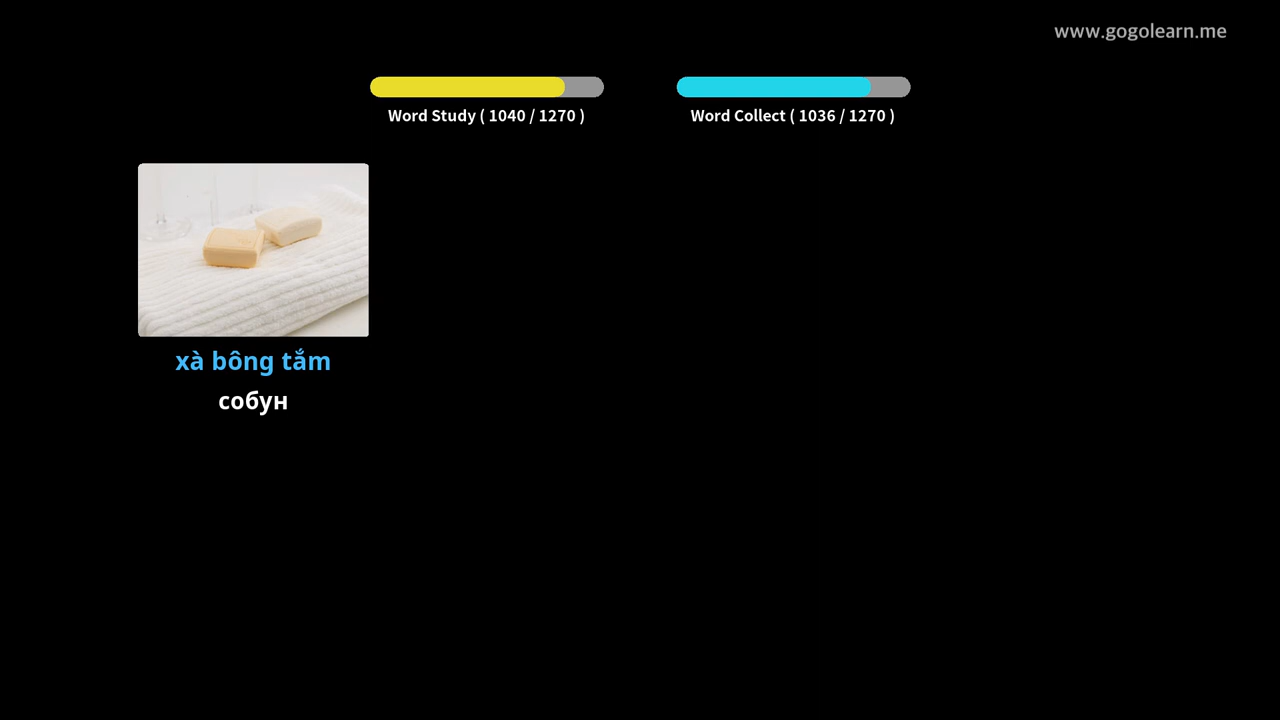 www.gogolearn.me
Word Study ( 1040 / 1270 )
Word Collect ( 1036 / 1270 )
xà bông tắm
собун